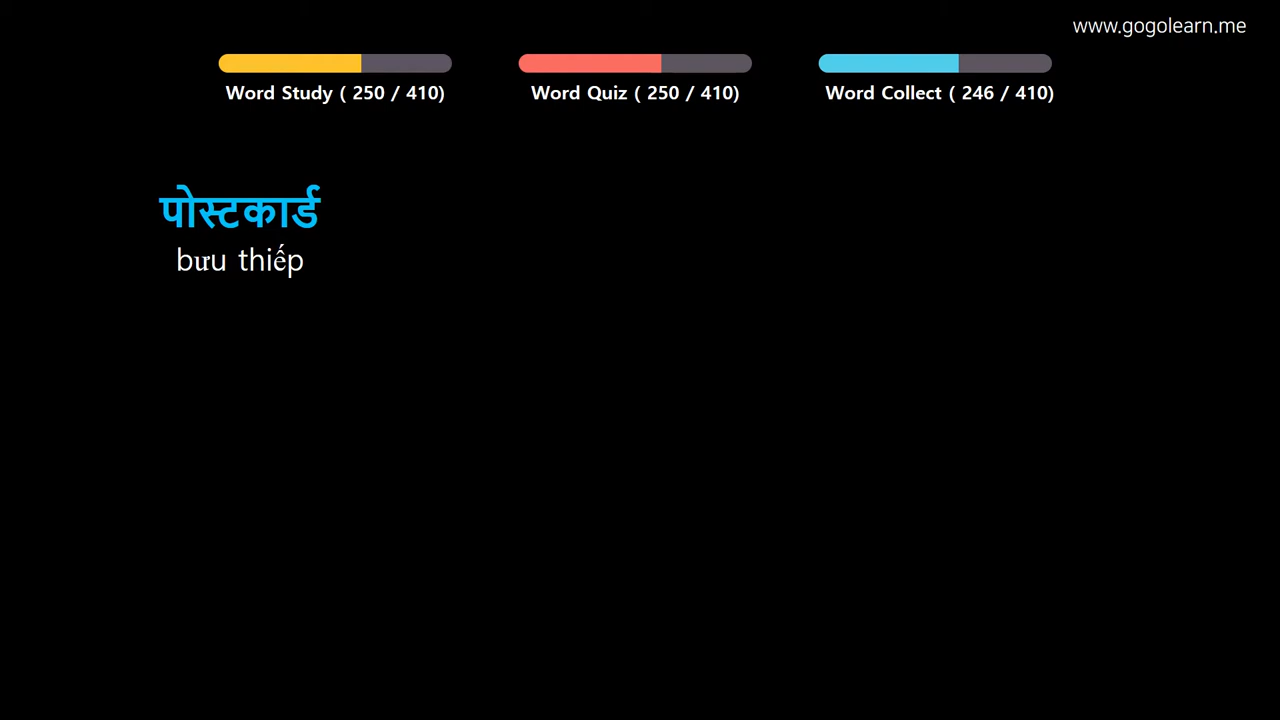 www.gogolearn.me
Word Study ( 250 / 410)
Word Quiz ( 250 / 410)
Word Collect ( 246 / 410)
पोस्टकार्ड
bưu thiếp